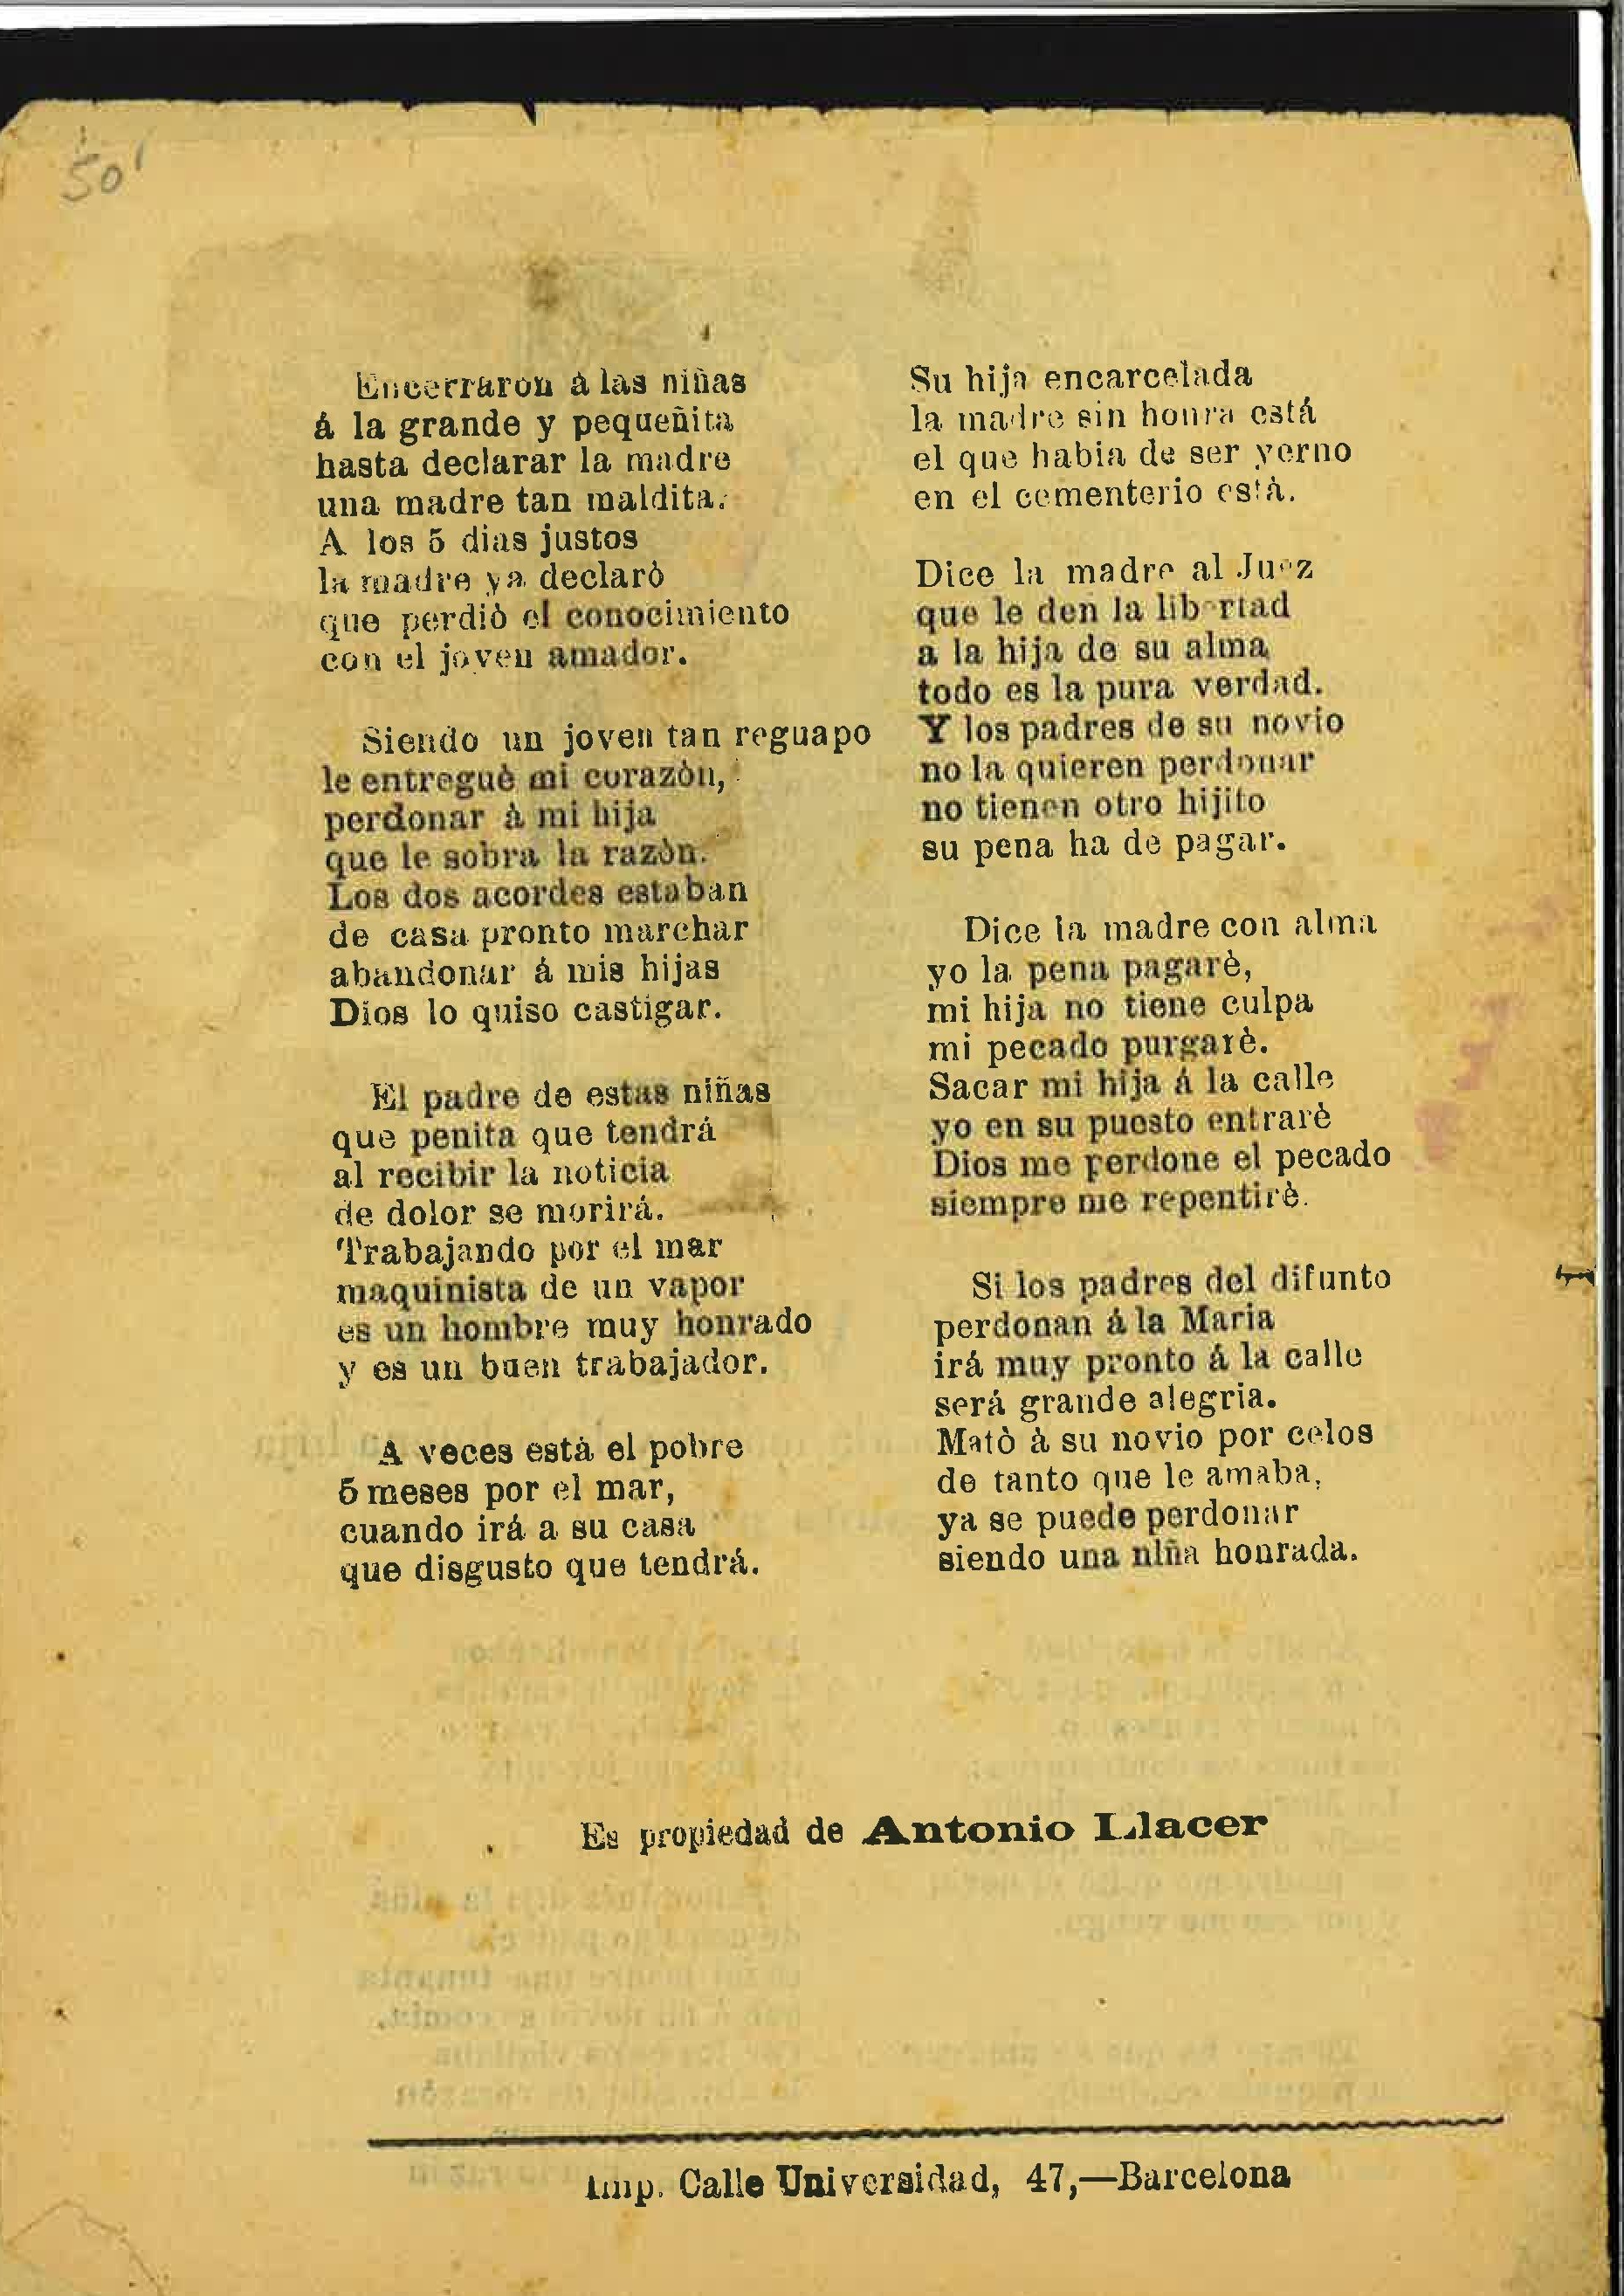 50'
Encerraron á las niñas
á la grande y pequeñita
hasta declarar la madre
una madre tan maldita.
A los 5 dias justos
la madre ya declarò
que perdiò el conocimiento
con el joven amador.
Siendo un joven tan reguapo
le entreguè mi corazòn,
perdonar à mi hija
que le sobra la razòn.
Los dos acordes estaban
de casa pronto marchar
abandonar á mis hijas
Dios lo quiso castigar.
El padre de estas niñas
que penita que tendrá
al recibir la noticia
de dolor se morirá.
Trabajando por el mar
maquinista de un vapor
es un hombre muy honrado
y es un buen trabajador.
A veces está el pobre
5 meses por el mar,
cuando irá a su casa
que disgusto que tendrá.
Su hija encarcelada
la madre sin honra está
el que habia de ser yerno
en el cementerio está.
Dice la madre al Juez
que le den la libertad
a la hija de su alma
todo es la pura verdad.
Y los padres de su novio
no la quieren perdonar
no tienen otro hijito
su pena ha de pagar.
Dice la madre con alma
yo la pena pagarè,
mi hija no tiene culpa
mi pecado purgarè.
Sacar mi hija á la calle
yo en su puesto entrarè
Dios me perdone el pecado
siempre me repentirè.
Si los padres del difunto
perdonan á la Maria
irá muy pronto á la calle
será grande alegria.
Matò à su novio por celos
de tanto que le amaba,
ya se puede perdonar
siendo una niña honrada.
Es propiedad de Antonio Llacer
Imp. Calle Universidad, 47,—Barcelona